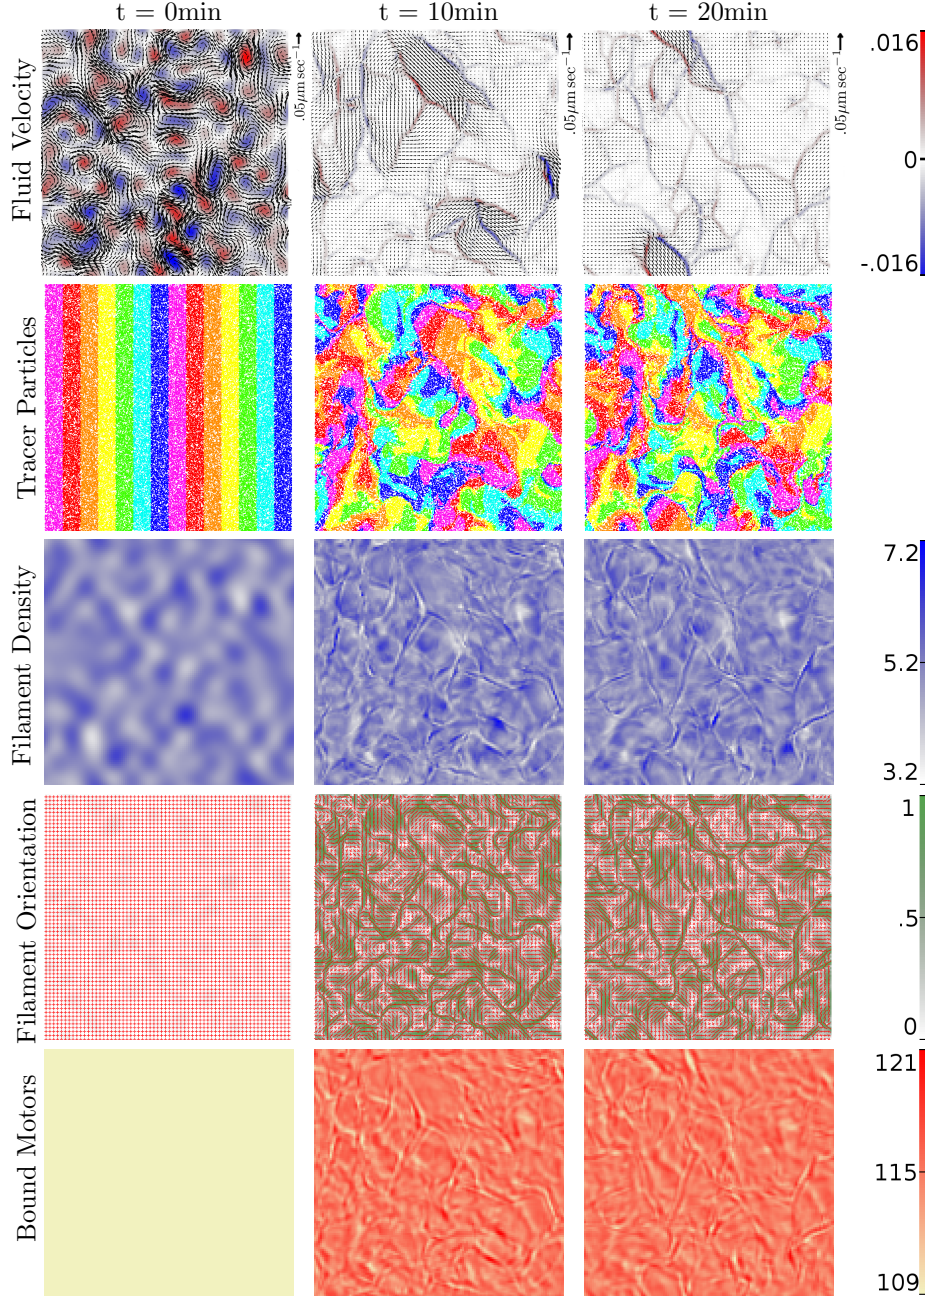 t = 0min
t = 10min
t = 20min
Fluid Velocity
.05μm sec⁻¹
.05μm sec⁻¹
.05μm sec⁻¹
.016
0
-.016
Tracer Particles
Filament Density
7.2
5.2
3.2
Filament Orientation
1
.5
0
Bound Motors
121
115
109